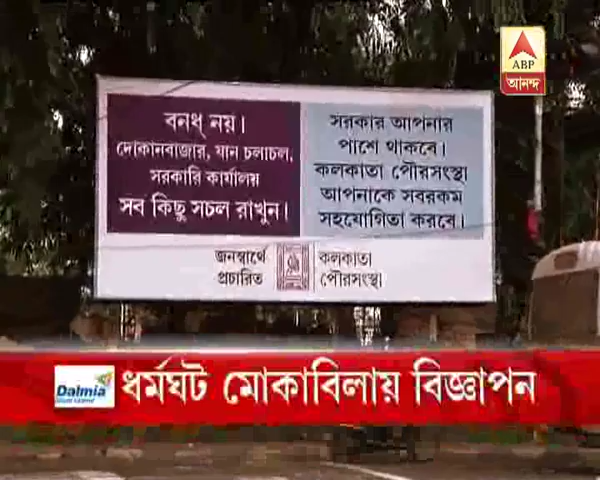 ABP
আনন্দ
বনধ্ নয়।
দোকানবাজার, যান চলাচল,
সরকারি কার্যালয়
সব কিছু সচল রাখুন।
সরকার আপনার
পাশে থাকবে।
কলকাতা পৌরসংস্থা
আপনাকে সবরকম
সহযোগিতা করবে।
জনস্বার্থে
প্রচারিত
কলকাতা
পৌরসংস্থা
Dalmia
ধর্মঘট মোকাবিলায় বিজ্ঞাপন